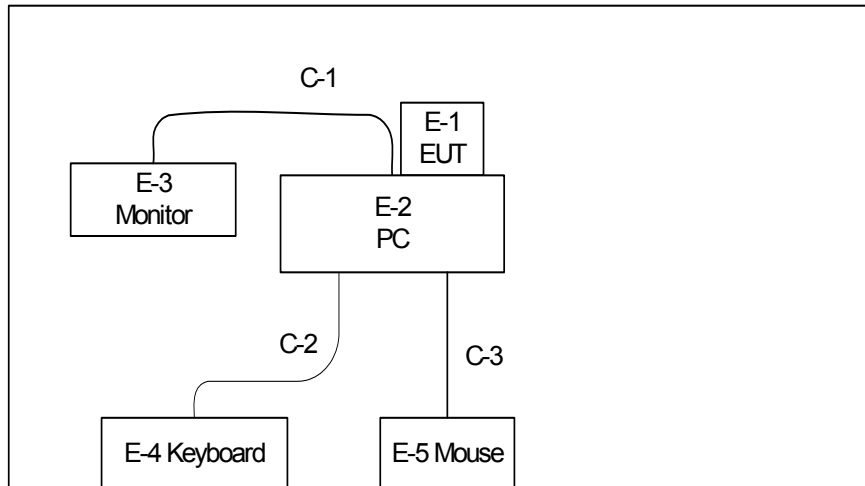 C-1
E-1
EUT
E-3
Monitor
E-2
PC
C-2
C-3
E-4 Keyboard
E-5 Mouse